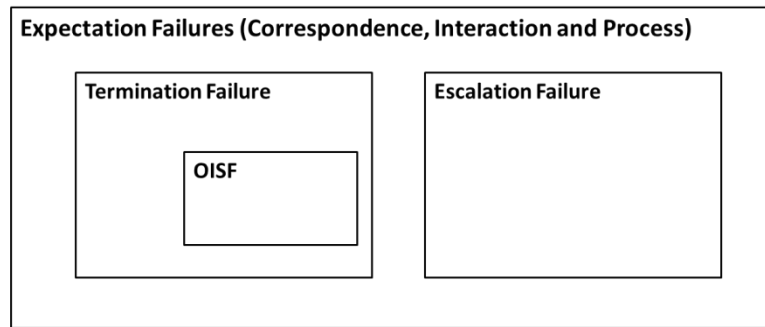 Expectation Failures (Correspondence, Interaction and Process)
Termination Failure
Escalation Failure
OISF